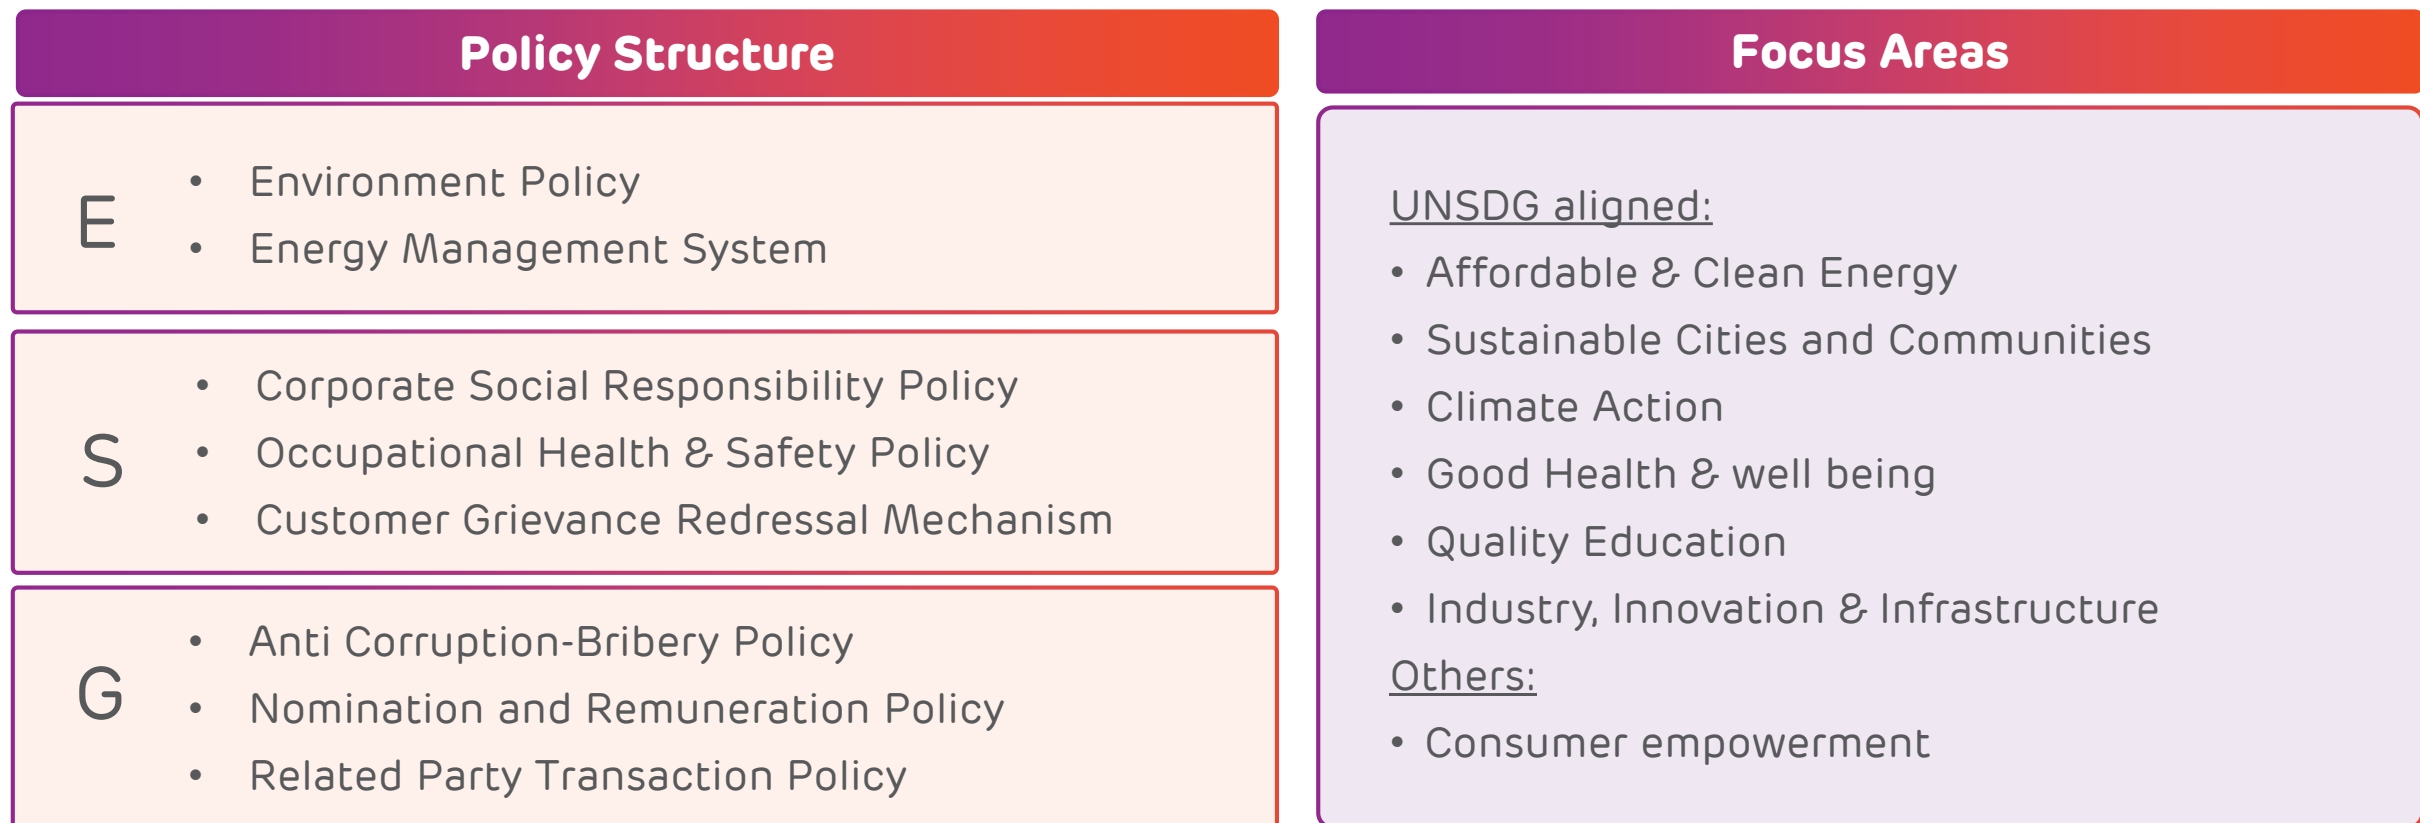 Policy Structure
E
• Environment Policy
• Energy Management System
S
• Corporate Social Responsibility Policy
• Occupational Health & Safety Policy
• Customer Grievance Redressal Mechanism
G
• Anti Corruption-Bribery Policy
• Nomination and Remuneration Policy
• Related Party Transaction Policy
Focus Areas
UNSDG aligned:
• Affordable & Clean Energy
• Sustainable Cities and Communities
• Climate Action
• Good Health & well being
• Quality Education
• Industry, Innovation & Infrastructure
Others:
• Consumer empowerment